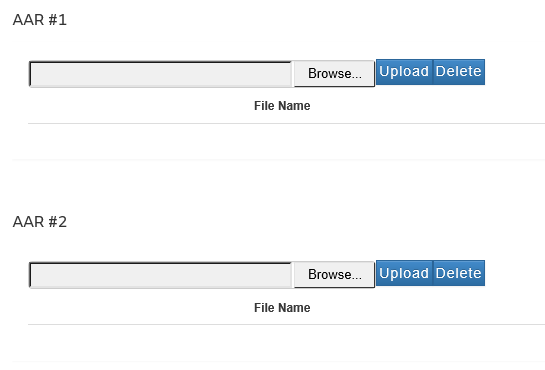 AAR #1
Browse... Upload Delete
File Name
AAR #2
Browse... Upload Delete
File Name